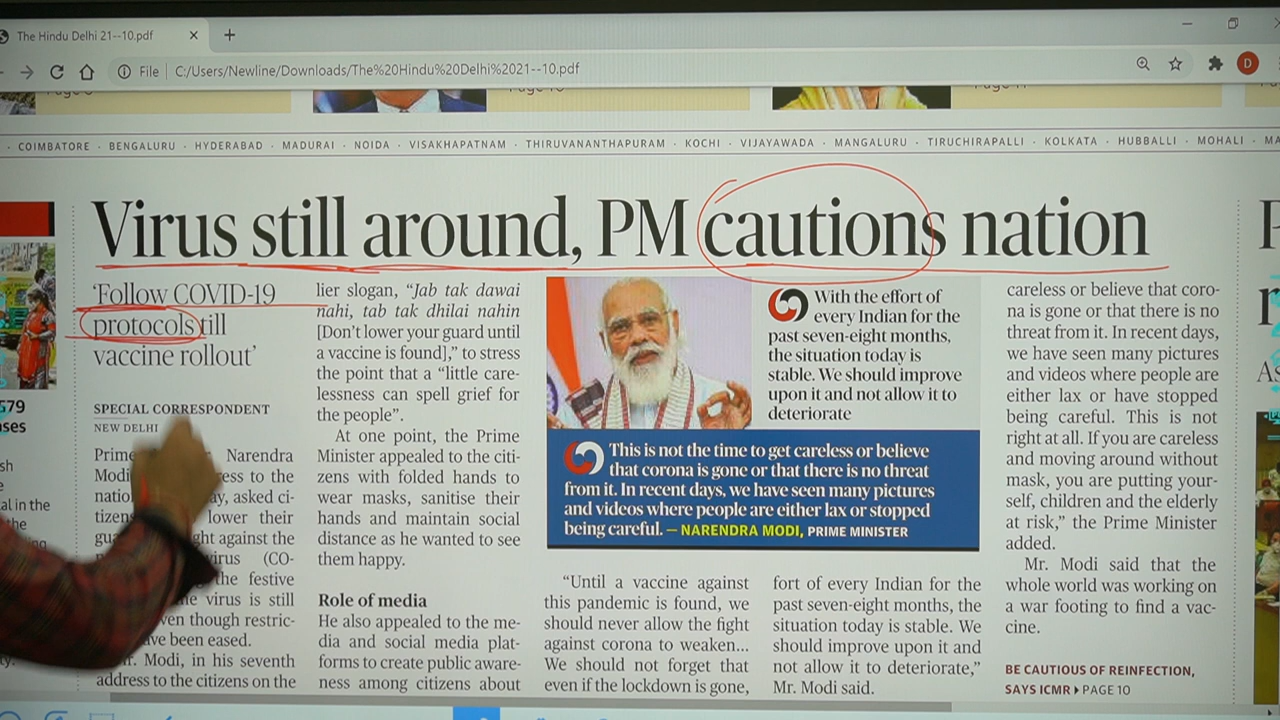 The Hindu Delhi 21--10.pdf
File
C:/Users/Newline/Downloads/The%20Hindu%20Delhi%2021--10.pdf
D
COIMBATORE · BENGALURU · HYDERABAD · MADURAI · NOIDA · VISAKHAPATNAM · THIRUVANANTHAPURAM · KOCHI · VIJAYAWADA · MANGALURU · TIRUCHIRAPALLI · KOLKATA · HUBBALLI · MOHALI ·
Virus still around, PM cautions nation
‘Follow COVID-19
protocols till
vaccine rollout’
SPECIAL CORRESPONDENT
NEW DELHI
Narendra
to the
asked ci-
lower their
against the
(CO-
the festive
virus is still
even though restric-
have been eased.
Mr. Modi, in his seventh
address to the citizens on the
lier slogan, “Jab tak dawai
nahi, tab tak dhilai nahin
[Don’t lower your guard until
a vaccine is found],” to stress
the point that a “little care-
lessness can spell grief for
the people”.
At one point, the Prime
Minister appealed to the citi-
zens with folded hands to
wear masks, sanitise their
hands and maintain social
distance as he wanted to see
them happy.
Role of media
He also appealed to the me-
dia and social media plat-
forms to create public aware-
ness among citizens about
With the effort of
every Indian for the
past seven-eight months,
the situation today is
stable. We should improve
upon it and not allow it to
deteriorate
This is not the time to get careless or believe
that corona is gone or that there is no threat
from it. In recent days, we have seen many pictures
and videos where people are either lax or stopped
being careful. — NARENDRA MODI, PRIME MINISTER
“Until a vaccine against
this pandemic is found, we
should never allow the fight
against corona to weaken...
We should not forget that
even if the lockdown is gone,
fort of every Indian for the
past seven-eight months, the
situation today is stable. We
should improve upon it and
not allow it to deteriorate,”
Mr. Modi said.
careless or believe that coro-
na is gone or that there is no
threat from it. In recent days,
we have seen many pictures
and videos where people are
either lax or have stopped
being careful. This is not
right at all. If you are careless
and moving around without
mask, you are putting your-
self, children and the elderly
at risk,” the Prime Minister
added.
Mr. Modi said that the
whole world was working on
a war footing to find a vac-
cine.
BE CAUTIOUS OF REINFECTION,
SAYS ICMR ▸ PAGE 10